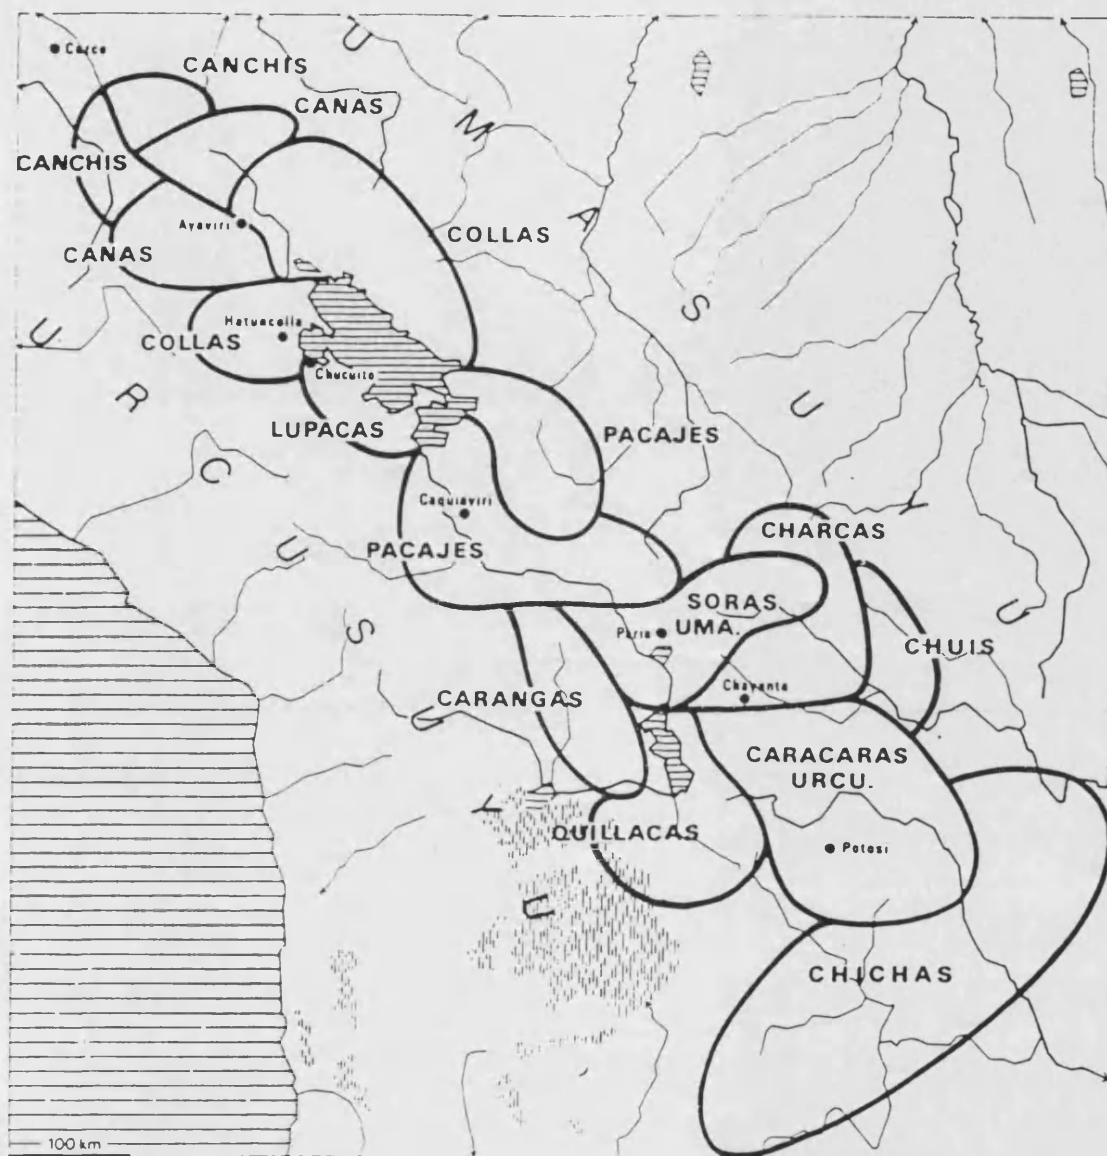 Cuzco
CANCHIS
CANAS
CANCHIS
Ayaviri
CANAS
COLLAS
Hatuncolla
COLLAS
Chucuito
LUPACAS
PACAJES
Caquiaviri
PACAJES
CHARCAS
SORAS
UMA.
Paria
CHUIS
Chayanta
CARANGAS
CARACARAS
URCU.
QUILLACAS
Potosi
CHICHAS
U M A S U Y U
U R C U S U Y U
100 km